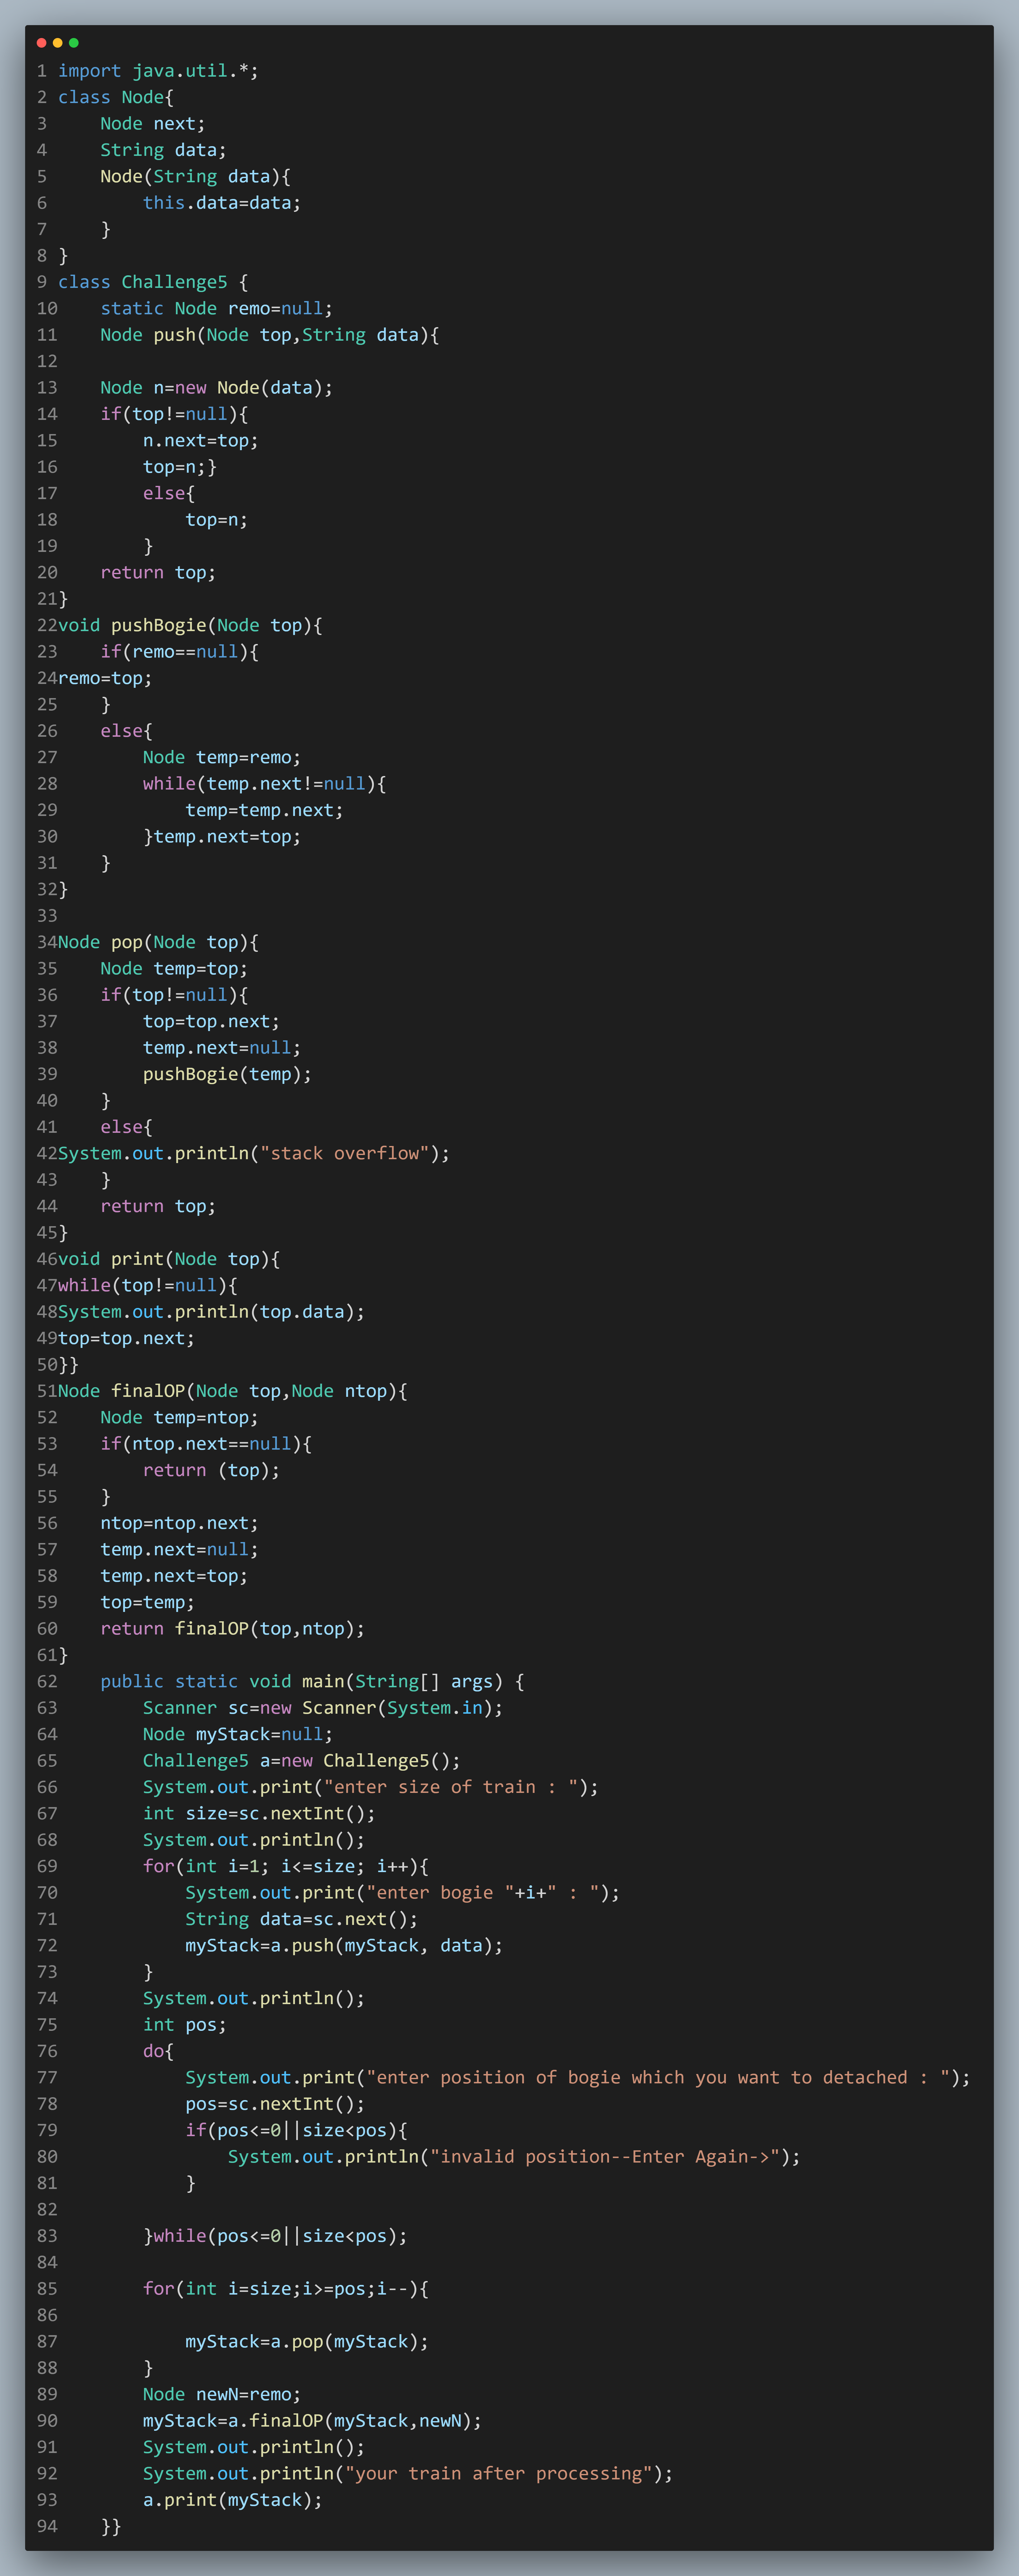 1 import java.util.*;
2 class Node{
3     Node next;
4     String data;
5     Node(String data){
6         this.data=data;
7     }
8 }
9 class Challenge5 {
10    static Node remo=null;
11    Node push(Node top,String data){
12
13    Node n=new Node(data);
14    if(top!=null){
15        n.next=top;
16        top=n;}
17        else{
18            top=n;
19        }
20    return top;
21}
22void pushBogie(Node top){
23    if(remo==null){
24remo=top;
25    }
26    else{
27        Node temp=remo;
28        while(temp.next!=null){
29            temp=temp.next;
30        }temp.next=top;
31    }
32}
33
34Node pop(Node top){
35    Node temp=top;
36    if(top!=null){
37        top=top.next;
38        temp.next=null;
39        pushBogie(temp);
40    }
41    else{
42System.out.println("stack overflow");
43    }
44    return top;
45}
46void print(Node top){
47while(top!=null){
48System.out.println(top.data);
49top=top.next;
50}}
51Node finalOP(Node top,Node ntop){
52    Node temp=ntop;
53    if(ntop.next==null){
54        return (top);
55    }
56    ntop=ntop.next;
57    temp.next=null;
58    temp.next=top;
59    top=temp;
60    return finalOP(top,ntop);
61}
62    public static void main(String[] args) {
63        Scanner sc=new Scanner(System.in);
64        Node myStack=null;
65        Challenge5 a=new Challenge5();
66        System.out.print("enter size of train : ");
67        int size=sc.nextInt();
68        System.out.println();
69        for(int i=1; i<=size; i++){
70            System.out.print("enter bogie "+i+" : ");
71            String data=sc.next();
72            myStack=a.push(myStack, data);
73        }
74        System.out.println();
75        int pos;
76        do{
77            System.out.print("enter position of bogie which you want to detached : ");
78            pos=sc.nextInt();
79            if(pos<=0||size<pos){
80                System.out.println("invalid position--Enter Again->");
81            }
82
83        }while(pos<=0||size<pos);
84
85        for(int i=size;i>=pos;i--){
86
87            myStack=a.pop(myStack);
88        }
89        Node newN=remo;
90        myStack=a.finalOP(myStack,newN);
91        System.out.println();
92        System.out.println("your train after processing");
93        a.print(myStack);
94    }}